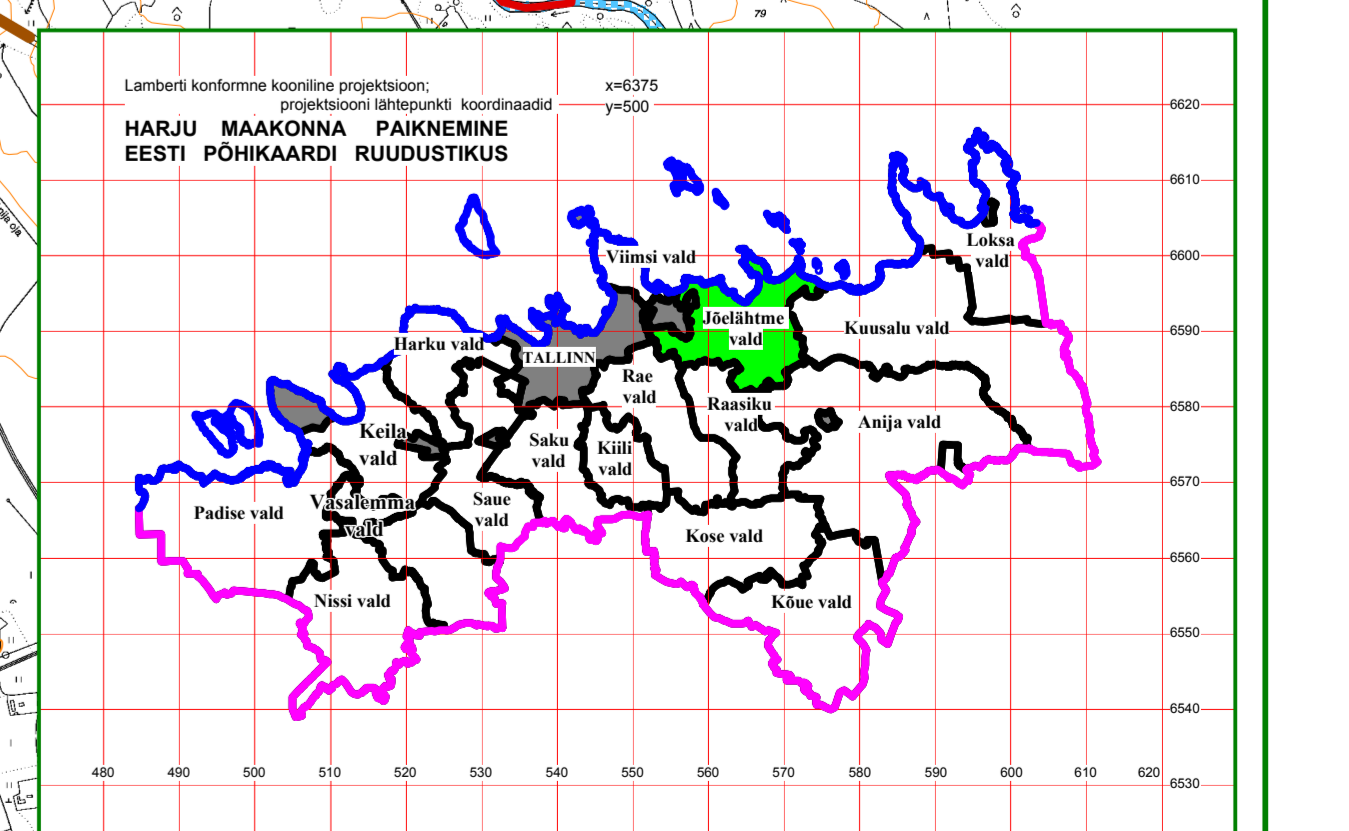 79
Lamberti konformne kooniline projektsioon;
x=6375
projektsiooni lähtepunkti koordinaadid
y=500
HARJU MAAKONNA PAIKNEMINE
EESTI PÕHIKAARDI RUUDUSTIKUS
6620
6610
6600
6590
6580
6570
6560
6550
6540
6530
Loksa
vald
Viimsi vald
Jõelähtme
vald
Kuusalu vald
Harku vald
TALLINN
Rae
vald
Raasiku
vald
Anija vald
Keila
vald
Saku
vald
Kiili
vald
Saue
vald
Padise vald
Vasalemma
vald
Kose vald
Nissi vald
Kõue vald
480 490 500 510 520 530 540 550 560 570 580 590 600 610 620